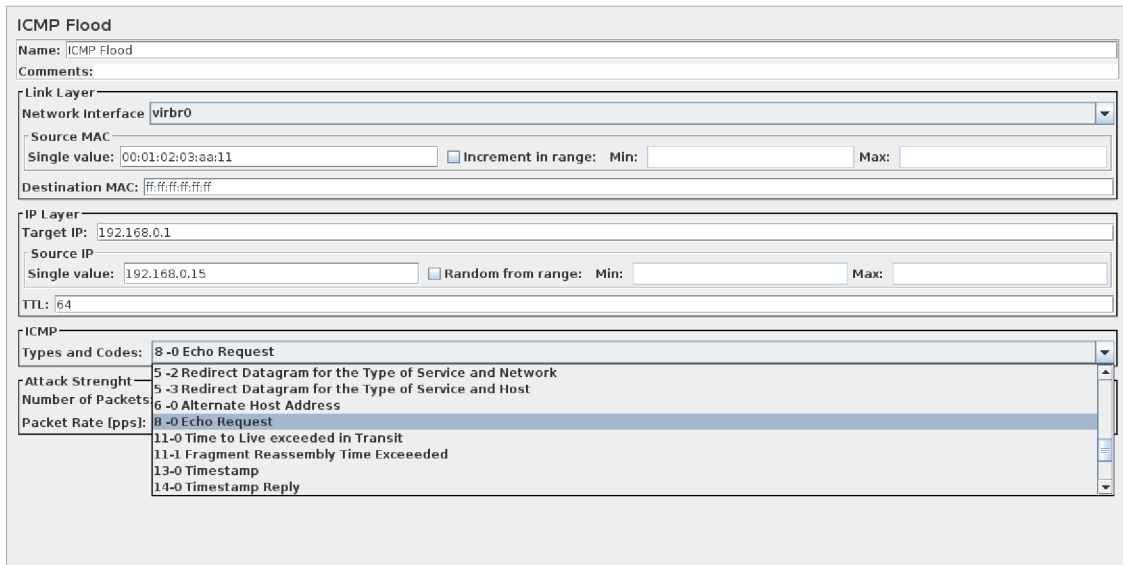 ICMP Flood
Name: ICMP Flood
Comments:
Link Layer
Network Interface virbr0
Source MAC
Single value: 00:01:02:03:aa:11 Increment in range: Min: Max:
Destination MAC: ff:ff:ff:ff:ff:ff
IP Layer
Target IP: 192.168.0.1
Source IP
Single value: 192.168.0.15 Random from range: Min: Max:
TTL: 64
ICMP
Types and Codes: 8 -0 Echo Request
Attack Strenght
Number of Packets:
Packet Rate [pps]:
5 -2 Redirect Datagram for the Type of Service and Network
5 -3 Redirect Datagram for the Type of Service and Host
6 -0 Alternate Host Address
8 -0 Echo Request
11-0 Time to Live exceeded in Transit
11-1 Fragment Reassembly Time Exceeeded
13-0 Timestamp
14-0 Timestamp Reply